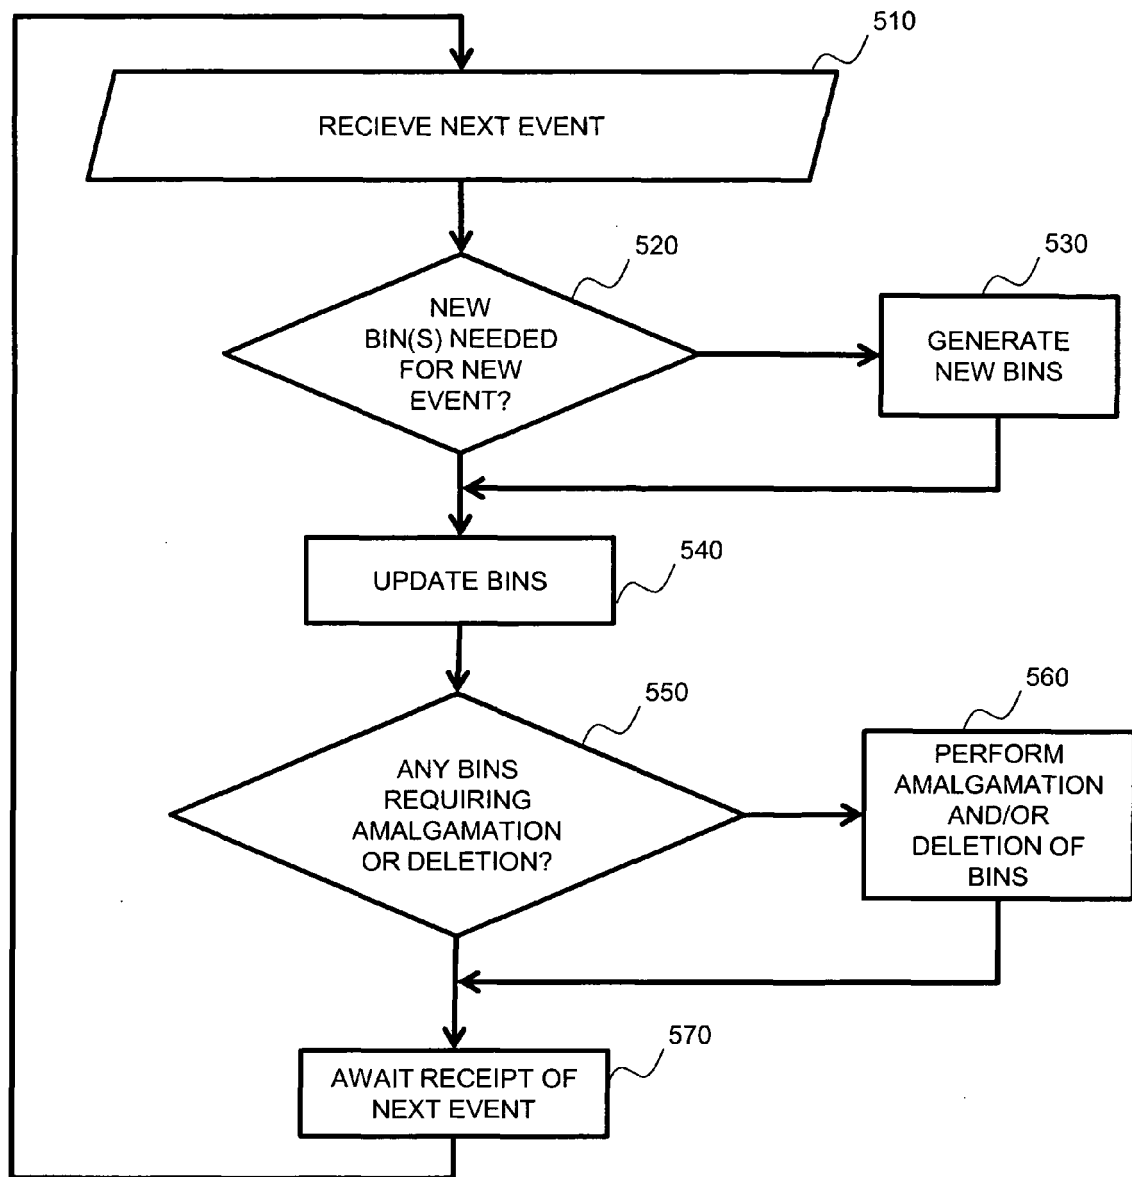 510
RECIEVE NEXT EVENT
520
NEW
BIN(S) NEEDED
FOR NEW
EVENT?
530
GENERATE
NEW BINS
540
UPDATE BINS
550
ANY BINS
REQUIRING
AMALGAMATION
OR DELETION?
560
PERFORM
AMALGAMATION
AND/OR
DELETION OF
BINS
570
AWAIT RECEIPT OF
NEXT EVENT